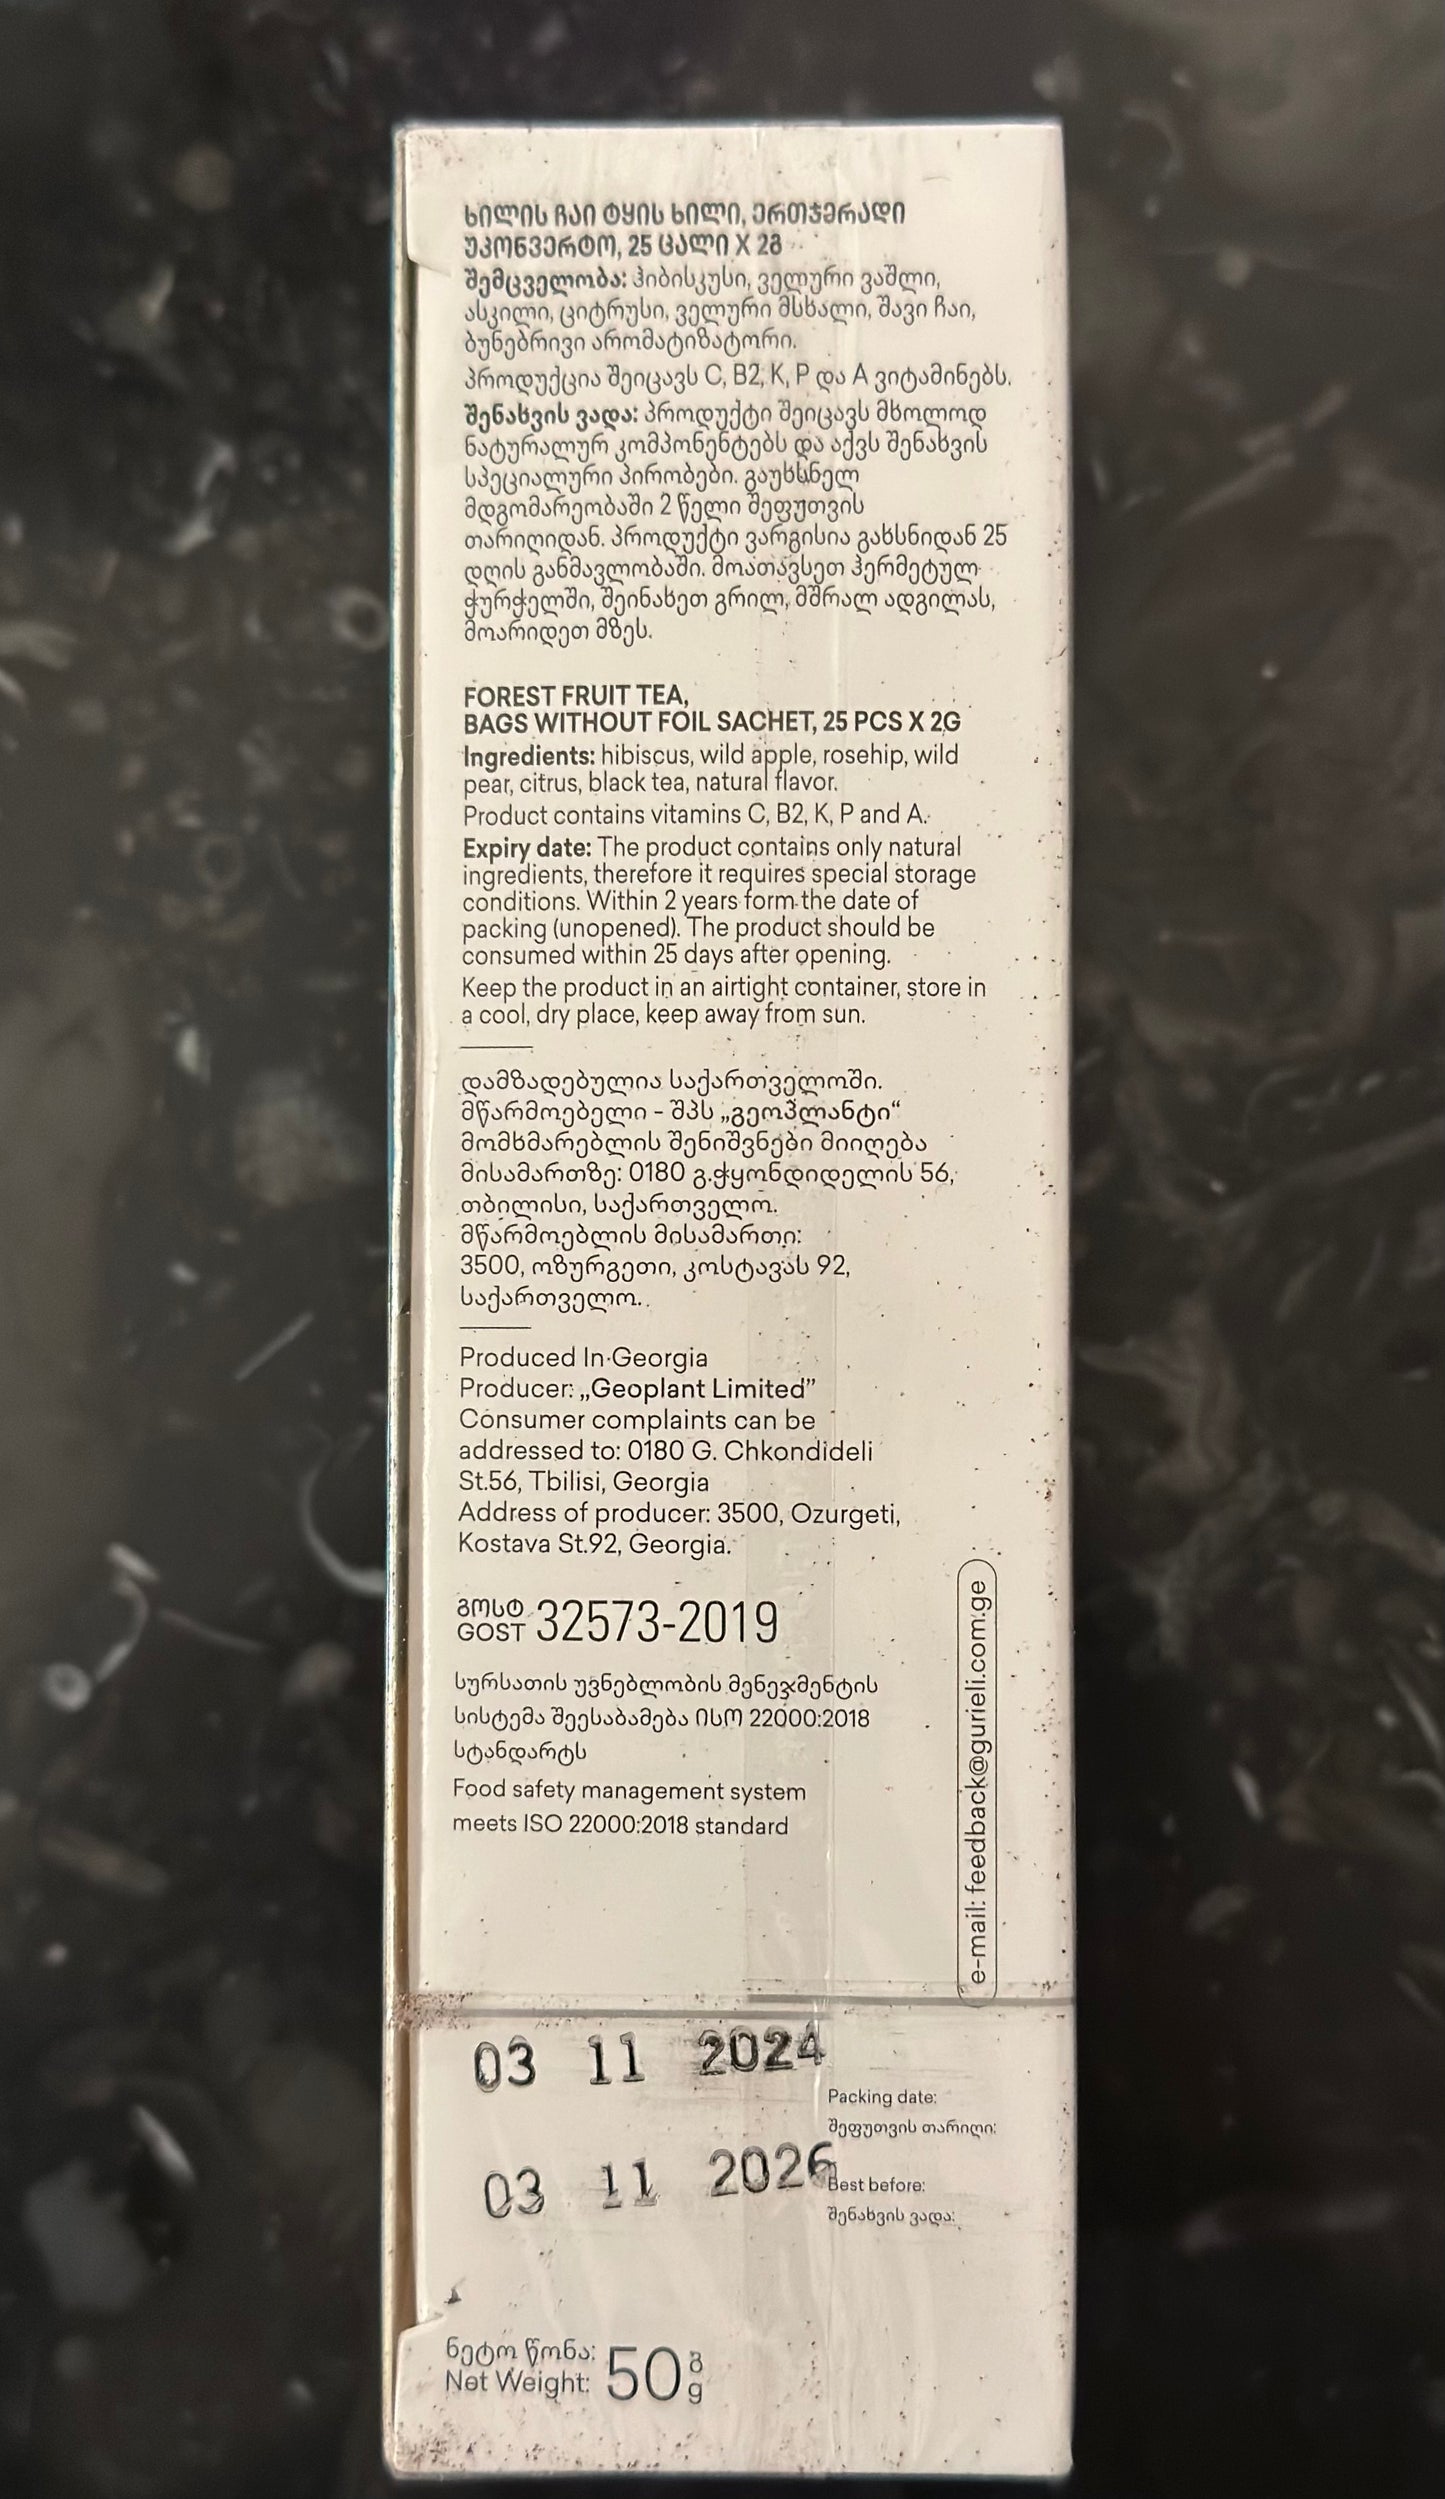 ხილის ჩაი ტყის ხილი, ერთჯერადი
უკონვერტო, 25 ცალი X 2გ
შემცველობა: ჰიბისკუსი, ველური ვაშლი,
ასკილი, ციტრუსი, ველური მსხალი, შავი ჩაი,
ბუნებრივი არომატიზატორი.
პროდუქცია შეიცავს C, B2, K, P და A ვიტამინებს.
შენახვის ვადა: პროდუქტი შეიცავს მხოლოდ
ნატურალურ კომპონენტებს და აქვს შენახვის
სპეციალური პირობები. გაუხსნელ
მდგომარეობაში 2 წელი შეფუთვის
თარიღიდან. პროდუქტი ვარგისია გახსნიდან 25
დღის განმავლობაში. მოათავსეთ ჰერმეტულ
ჭურჭელში, შეინახეთ გრილ, მშრალ ადგილას,
მოარიდეთ მზეს.
FOREST FRUIT TEA,
BAGS WITHOUT FOIL SACHET, 25 PCS X 2G
Ingredients: hibiscus, wild apple, rosehip, wild
pear, citrus, black tea, natural flavor.
Product contains vitamins C, B2, K, P and A.
Expiry date: The product contains only natural
ingredients, therefore it requires special storage
conditions. Within 2 years form the date of
packing (unopened). The product should be
consumed within 25 days after opening.
Keep the product in an airtight container, store in
a cool, dry place, keep away from sun.
დამზადებულია საქართველოში.
მწარმოებელი - შპს „გეოპლანტი“
მომხმარებლის შენიშვნები მიიღება
მისამართზე: 0180 გ.ჭყონდიდელის 56,
თბილისი, საქართველო.
მწარმოებლის მისამართი:
3500, ოზურგეთი, კოსტავას 92,
საქართველო.
Produced In Georgia
Producer: „Geoplant Limited”
Consumer complaints can be
addressed to: 0180 G. Chkondideli
St.56, Tbilisi, Georgia
Address of producer: 3500, Ozurgeti,
Kostava St.92, Georgia.
გოსტ
GOST 32573-2019
სურსათის უვნებლობის მენეჯმენტის
სისტემა შეესაბამება ისო 22000:2018
სტანდარტს
Food safety management system
meets ISO 22000:2018 standard
e-mail: feedback@gurieli.com.ge
03 11 2024
Packing date:
შეფუთვის თარიღი:
03 11 2026
Best before:
შენახვის ვადა:
ნეტო წონა:
Net Weight: 50 გ
g